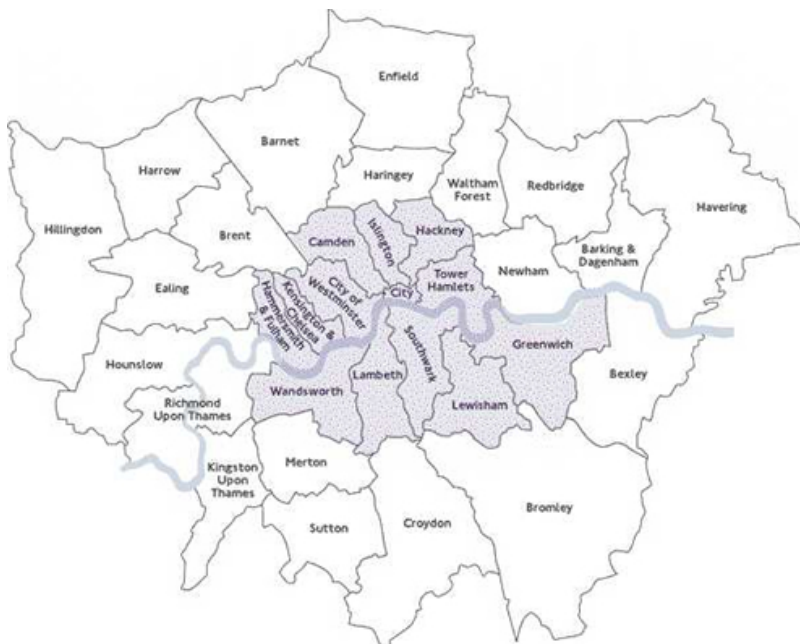 Enfield
Barnet
Harrow
Haringey
Waltham
Forest
Redbridge
Havering
Hillingdon
Brent
Camden
Islington
Hackney
Barking &
Dagenham
Newham
Tower
Hamlets
Ealing
City of
Westminster
City
Kensington &
Chelsea
Hammersmith
& Fulham
Greenwich
Hounslow
Southwark
Lambeth
Bexley
Wandsworth
Lewisham
Richmond
Upon Thames
Merton
Kingston
Upon
Thames
Bromley
Sutton
Croydon